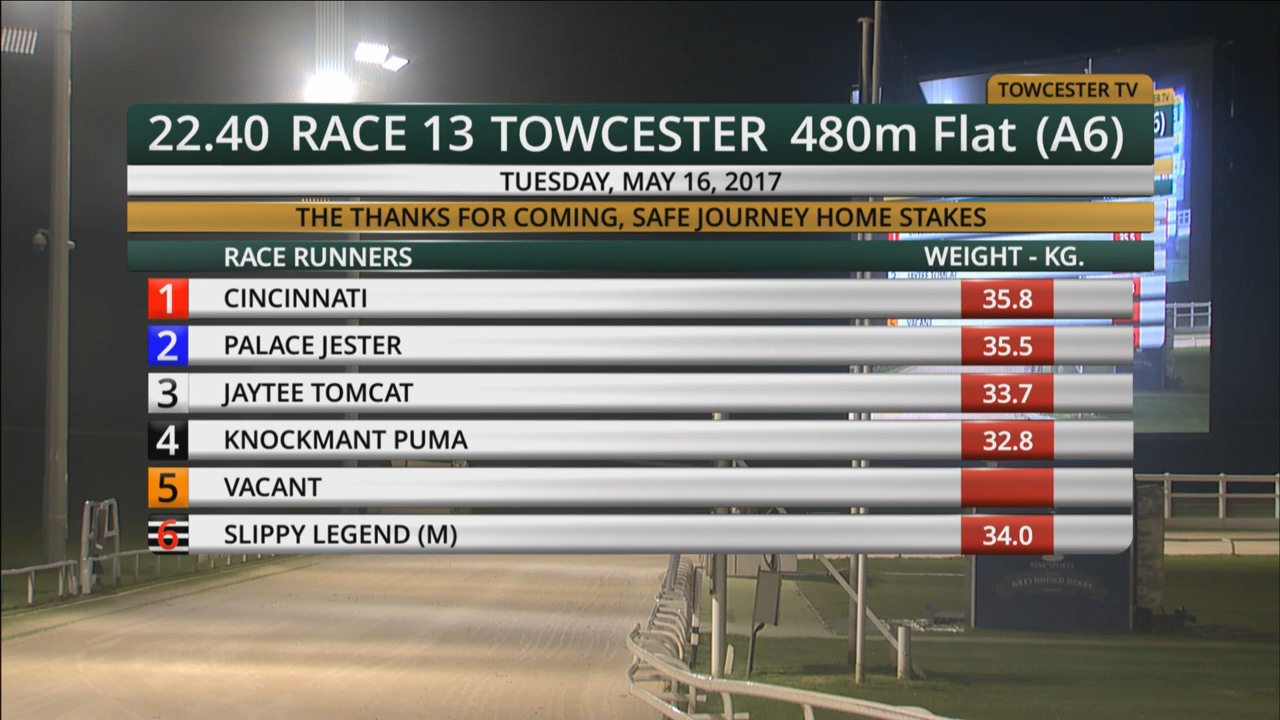 TOWCESTER TV
22.40 RACE 13 TOWCESTER 480m Flat (A6)
TUESDAY, MAY 16, 2017
THE THANKS FOR COMING, SAFE JOURNEY HOME STAKES
RACE RUNNERS WEIGHT - KG.
1 CINCINNATI 35.8
2 PALACE JESTER 35.5
3 JAYTEE TOMCAT 33.7
4 KNOCKMANT PUMA 32.8
5 VACANT
6 SLIPPY LEGEND (M) 34.0
GREYHOUND DERBY